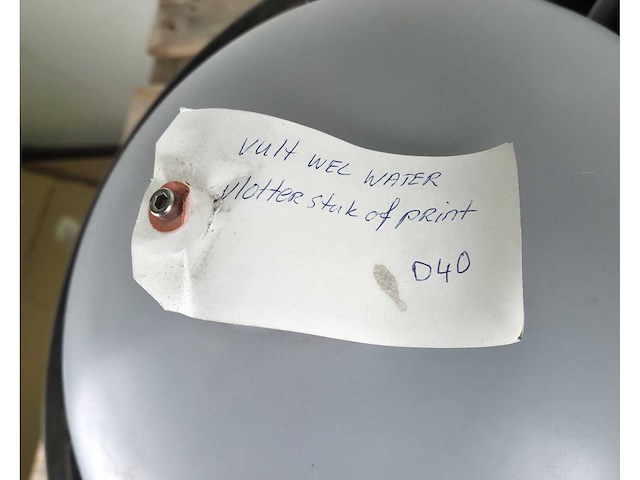 vult WEL WATER
vlotter stuk of print
D40